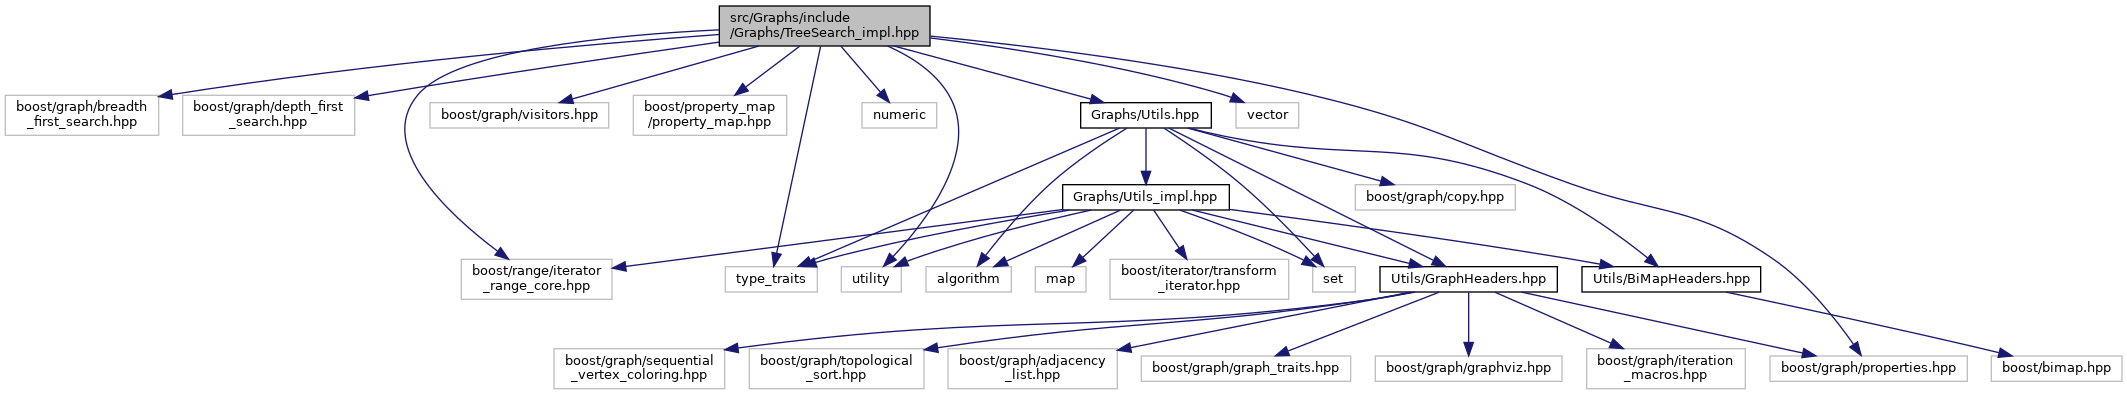 src/Graphs/include
/Graphs/TreeSearch_impl.hpp
boost/graph/breadth
_first_search.hpp
boost/graph/depth_first
_search.hpp
boost/graph/visitors.hpp
boost/property_map
/property_map.hpp
numeric
Graphs/Utils.hpp
vector
Graphs/Utils_impl.hpp
boost/graph/copy.hpp
boost/range/iterator
_range_core.hpp
type_traits
utility
algorithm
map
boost/iterator/transform
_iterator.hpp
set
Utils/GraphHeaders.hpp
Utils/BiMapHeaders.hpp
boost/graph/sequential
_vertex_coloring.hpp
boost/graph/topological
_sort.hpp
boost/graph/adjacency
_list.hpp
boost/graph/graph_traits.hpp
boost/graph/graphviz.hpp
boost/graph/iteration
_macros.hpp
boost/graph/properties.hpp
boost/bimap.hpp